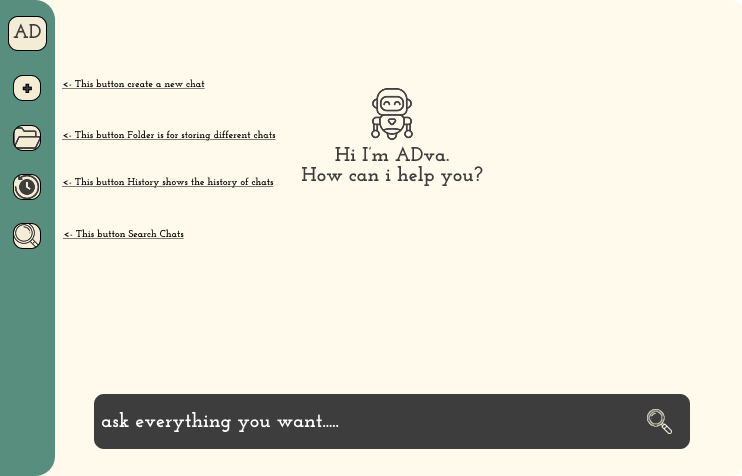 AD
<- This button create a new chat
<- This button Folder is for storing different chats
<- This button History shows the history of chats
<- This button Search Chats
Hi I'm ADva.
How can i help you?
ask everything you want.....